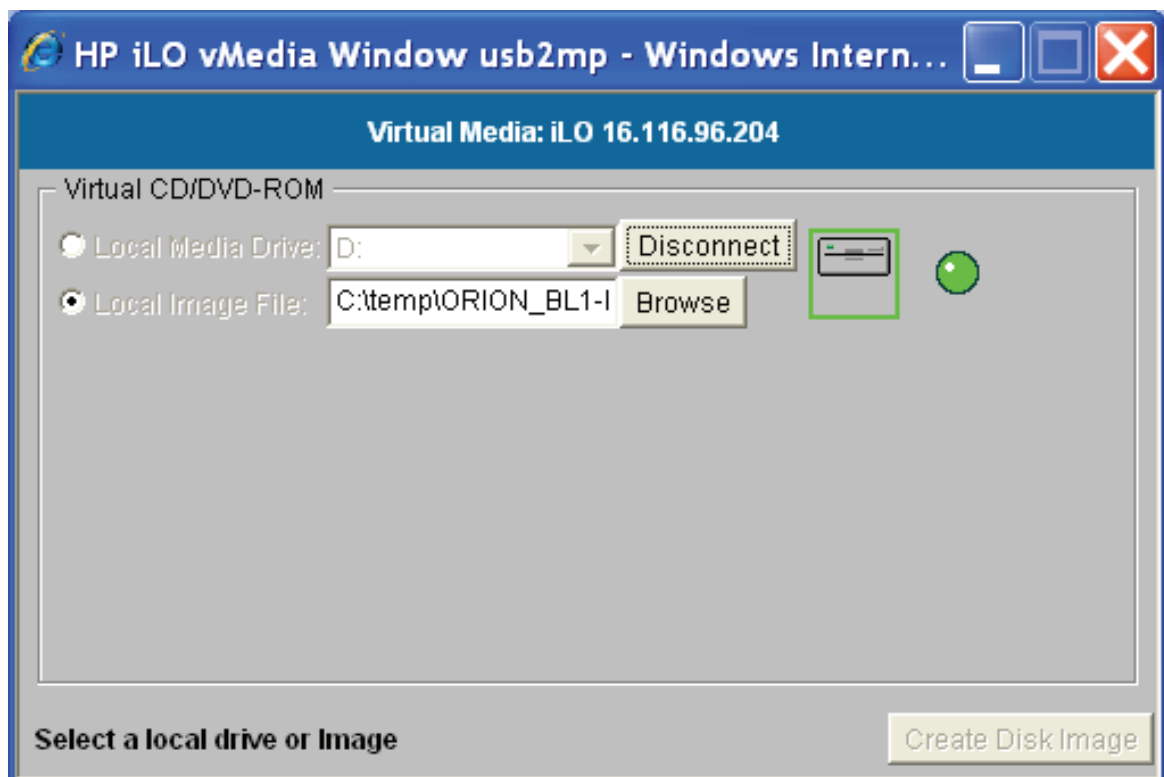 HP iLO vMedia Window usb2mp - Windows Intern...
Virtual Media: iLO 16.116.96.204
Virtual CD/DVD-ROM
Local Media Drive: D: Disconnect
Local Image File: C:\temp\ORION_BL1-I Browse
Select a local drive or Image Create Disk Image